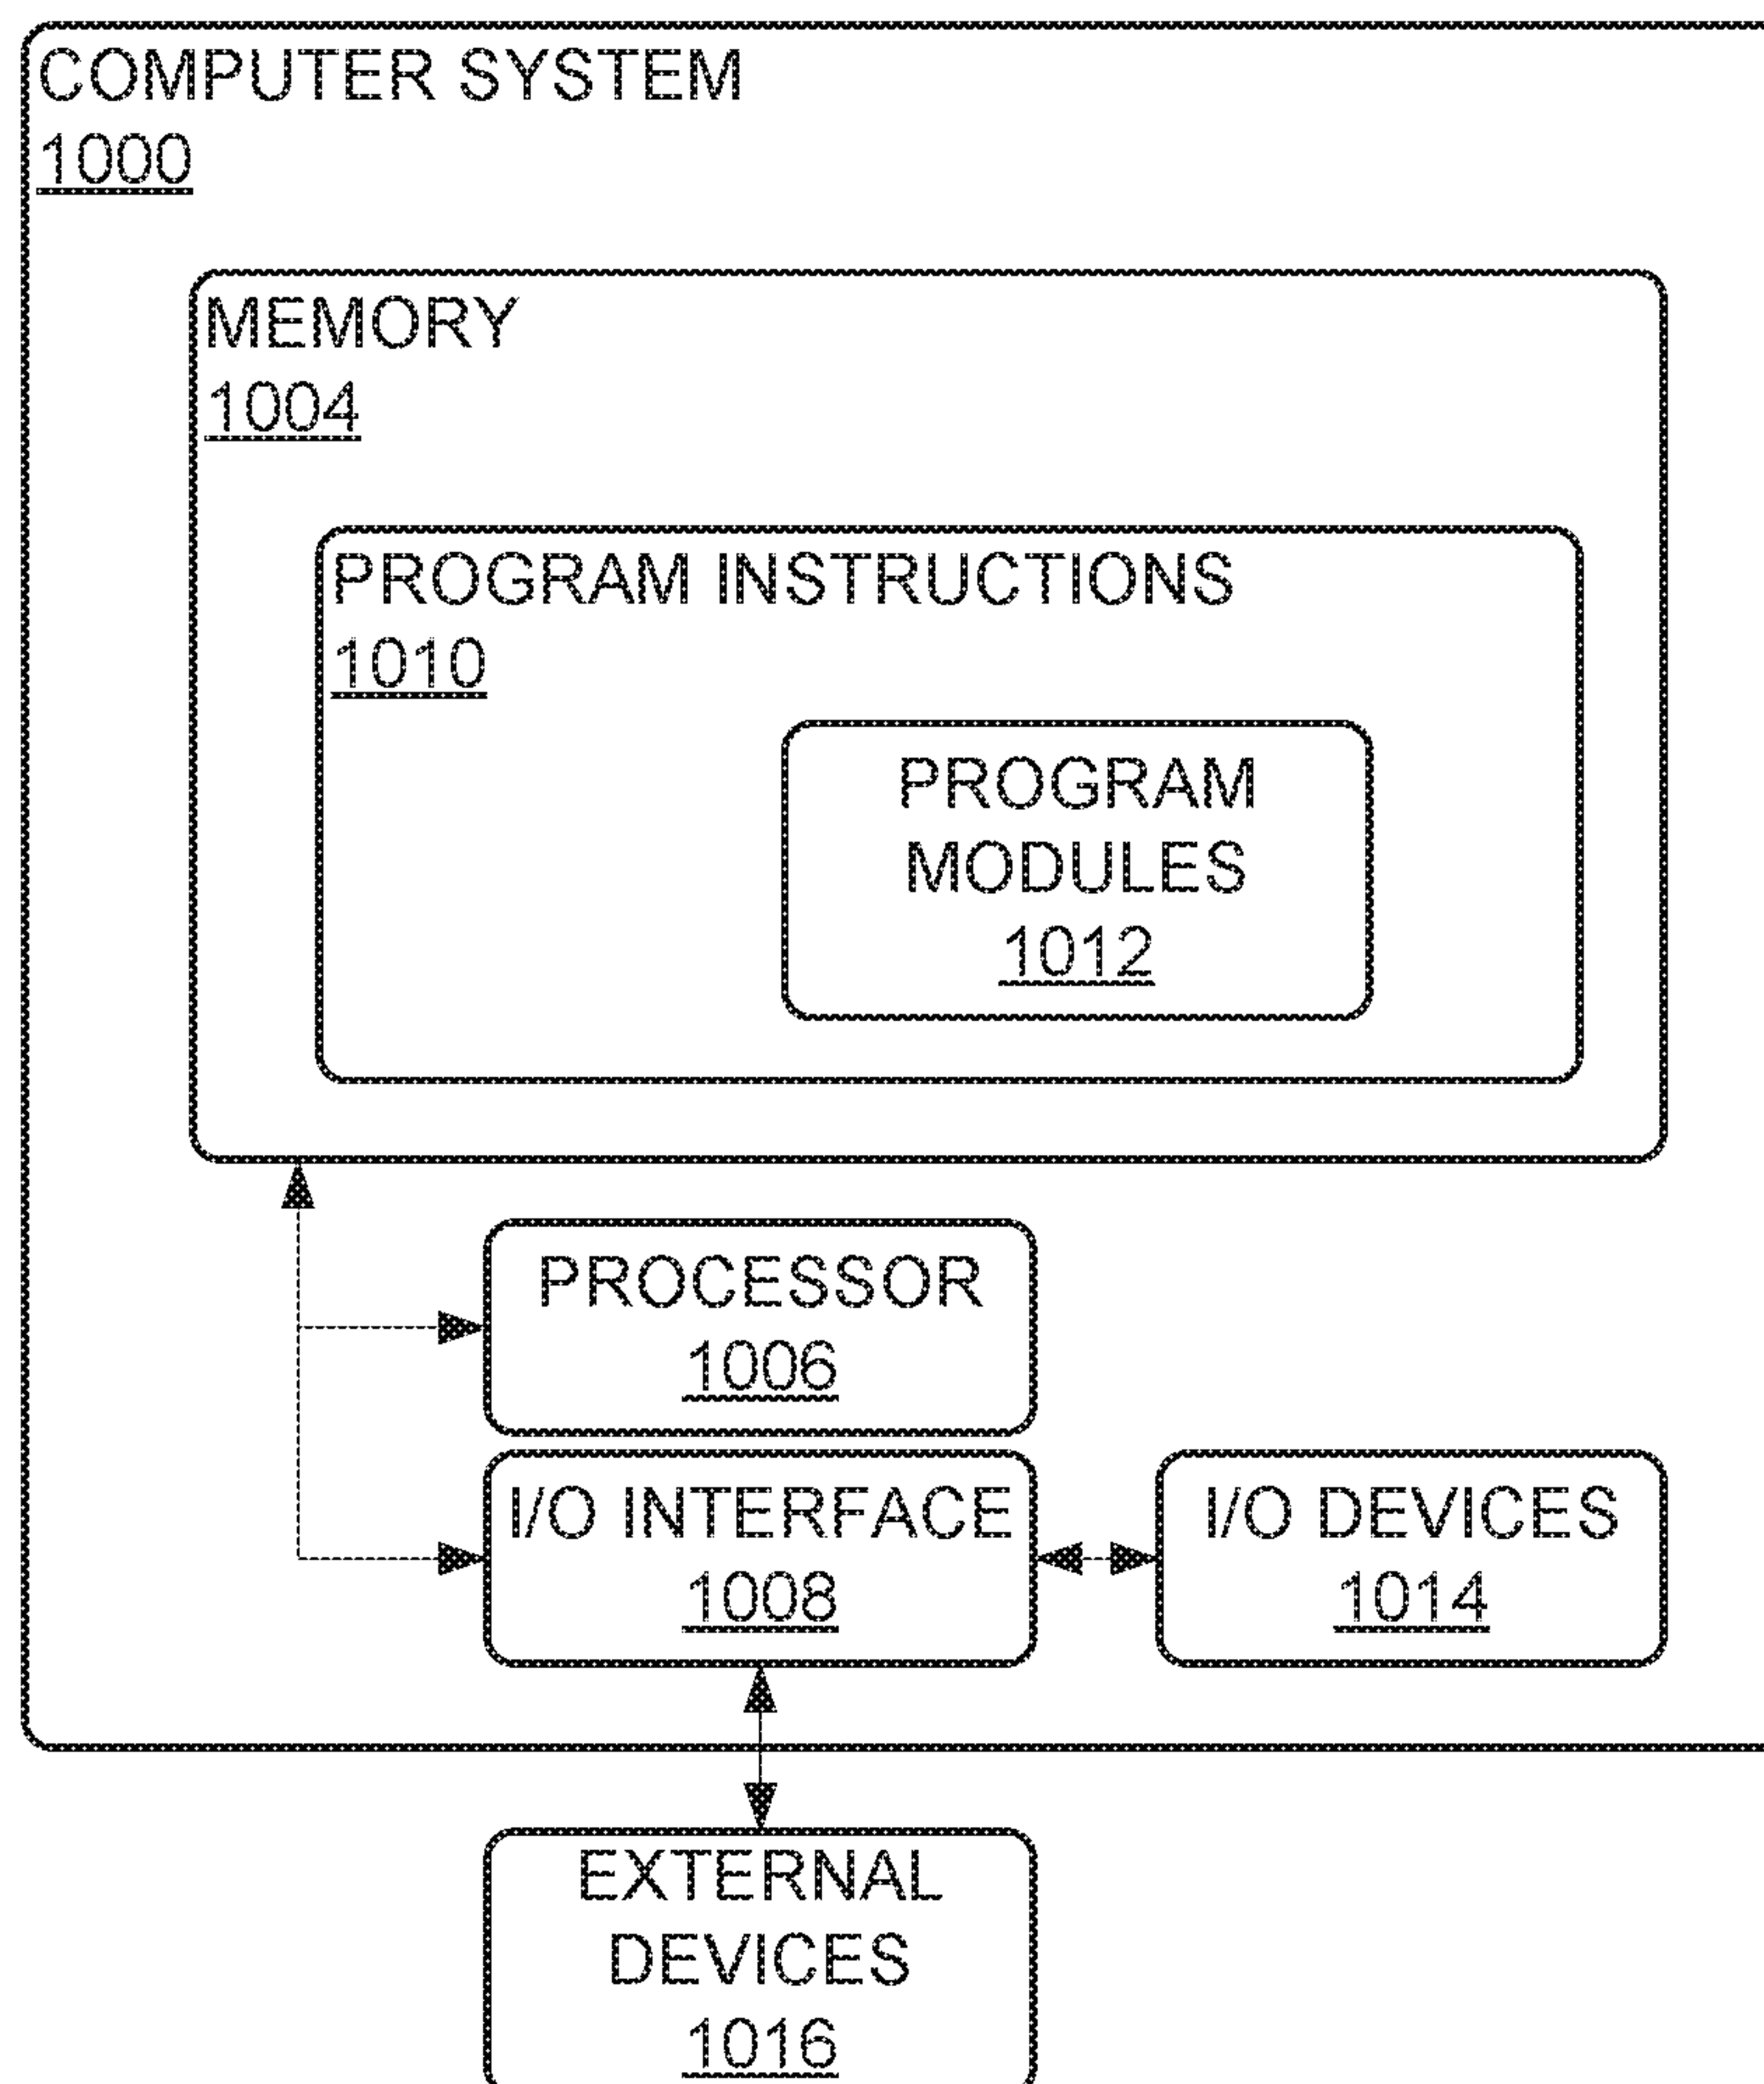 COMPUTER SYSTEM
1000
MEMORY
1004
PROGRAM INSTRUCTIONS
1010
PROGRAM
MODULES
1012
PROCESSOR
1006
I/O INTERFACE
1008
I/O DEVICES
1014
EXTERNAL
DEVICES
1016